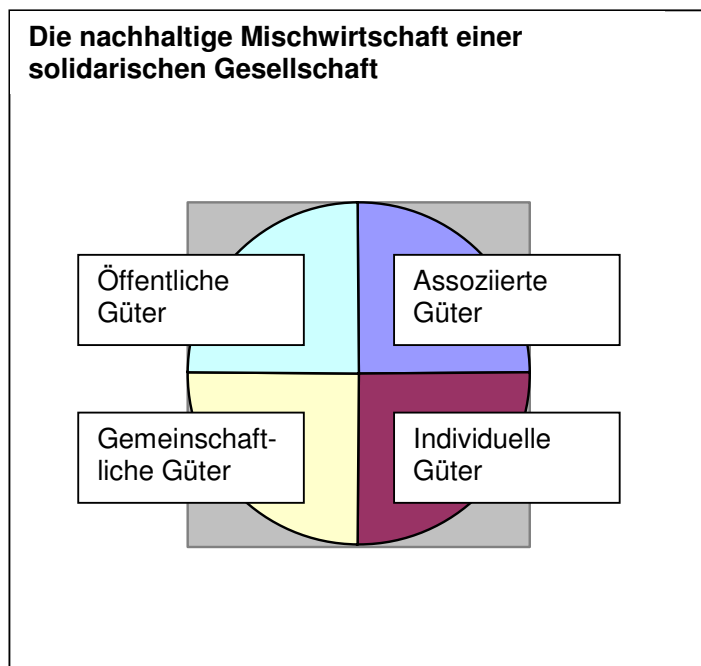 Die nachhaltige Mischwirtschaft einer
solidarischen Gesellschaft
Öffentliche
Güter
Assoziierte
Güter
Gemeinschaft-
liche Güter
Individuelle
Güter